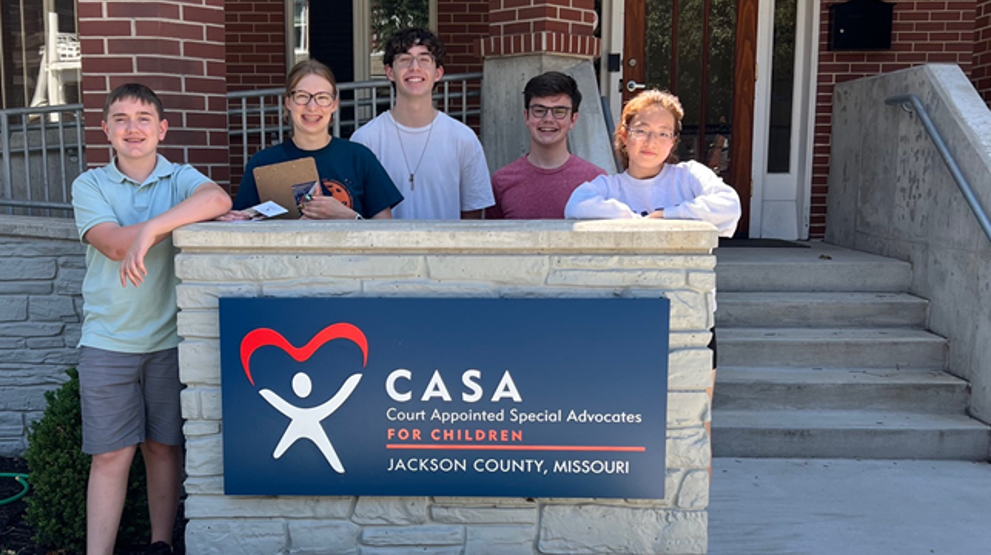 CASA
Court Appointed Special Advocates
FOR CHILDREN
JACKSON COUNTY, MISSOURI